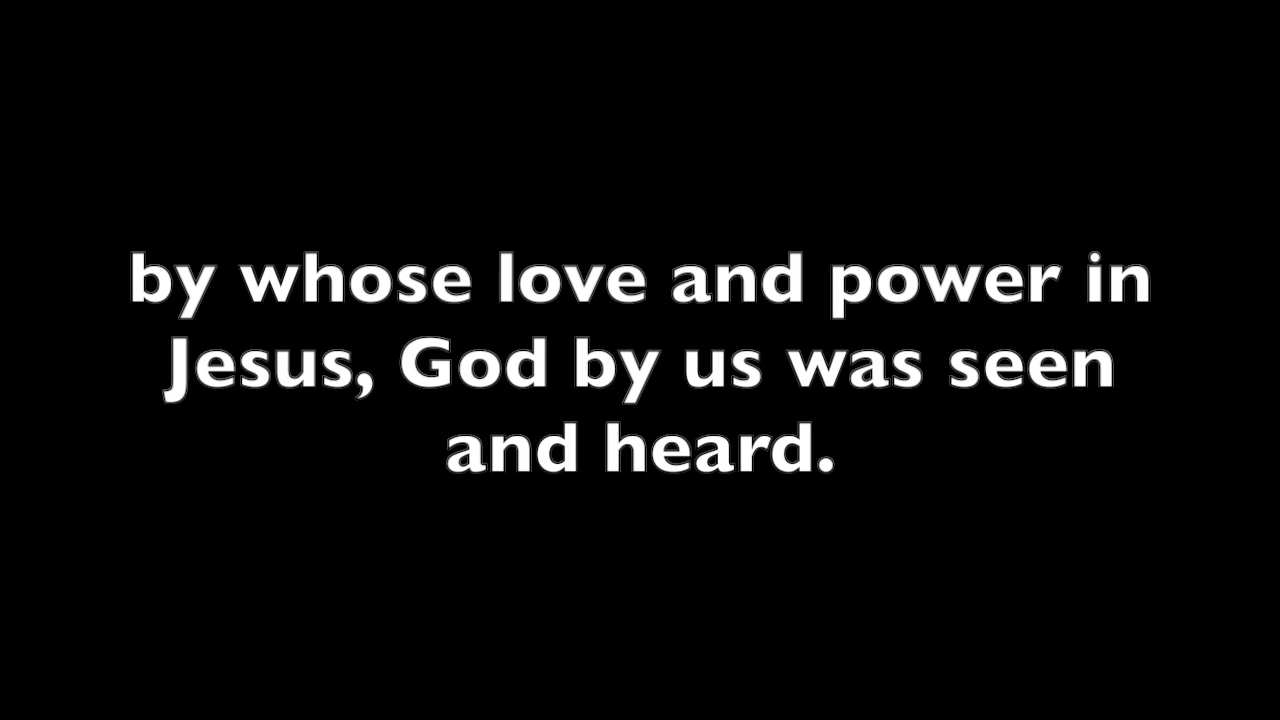 by whose love and power in
Jesus, God by us was seen
and heard.